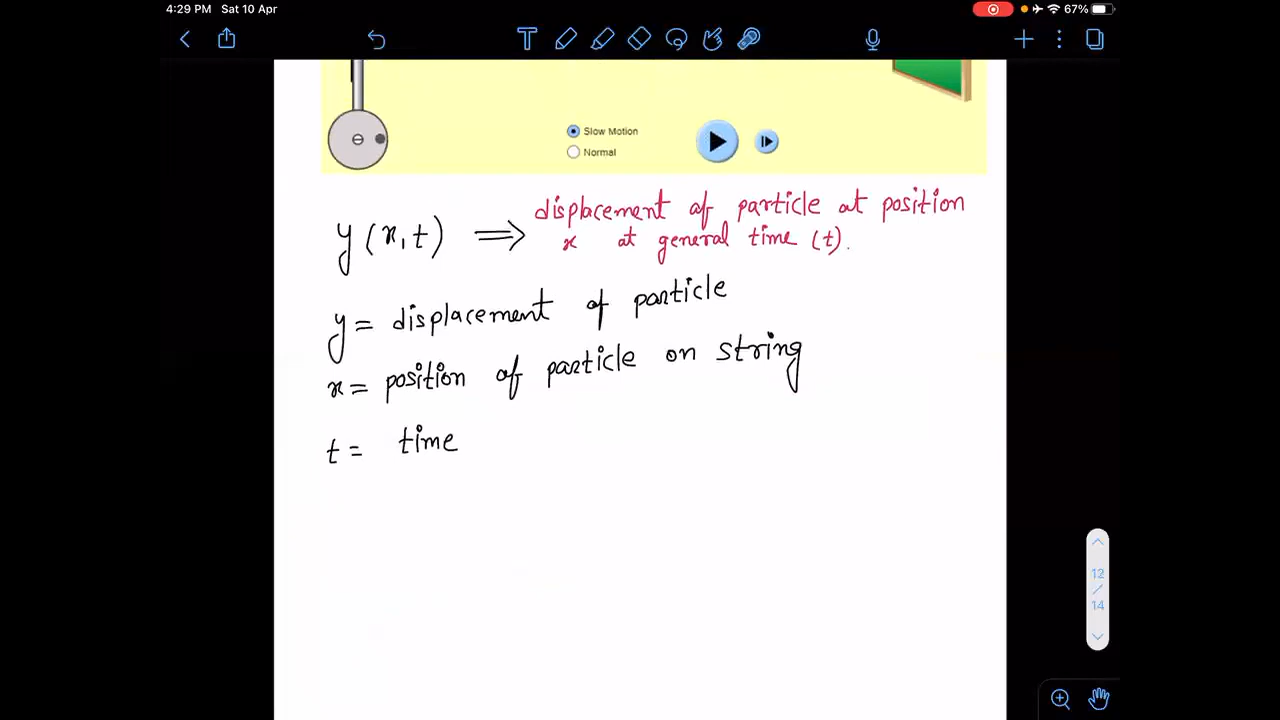 4:29 PM Sat 10 Apr 67%
Slow Motion
Normal
y(x,t) ⟹ displacement of particle at position
x at general time (t).
y = displacement of particle
x = position of particle on string
t = time
12
/
14